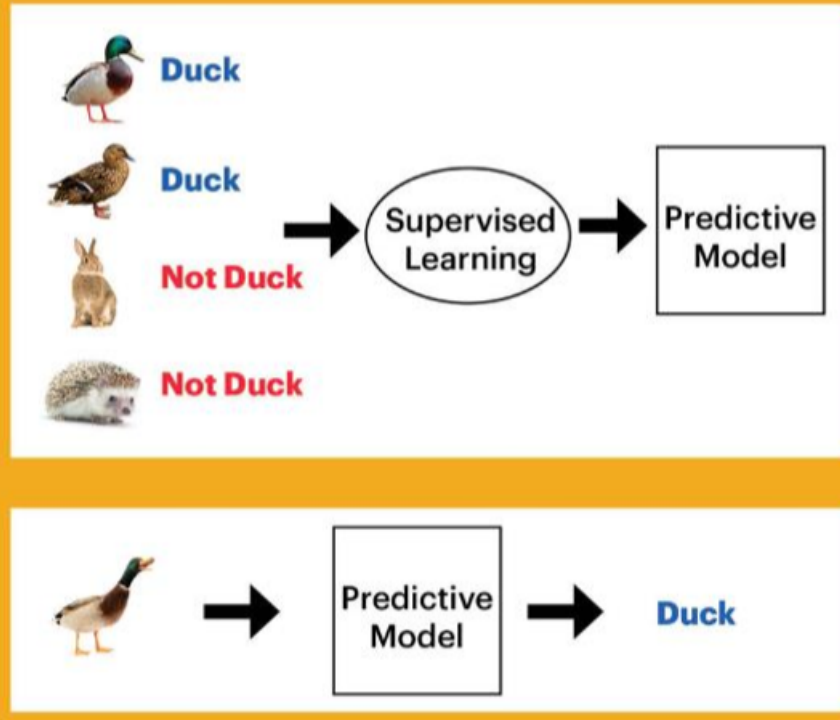 Duck
Duck
Not Duck
Not Duck
Supervised
Learning
Predictive
Model
Predictive
Model
Duck